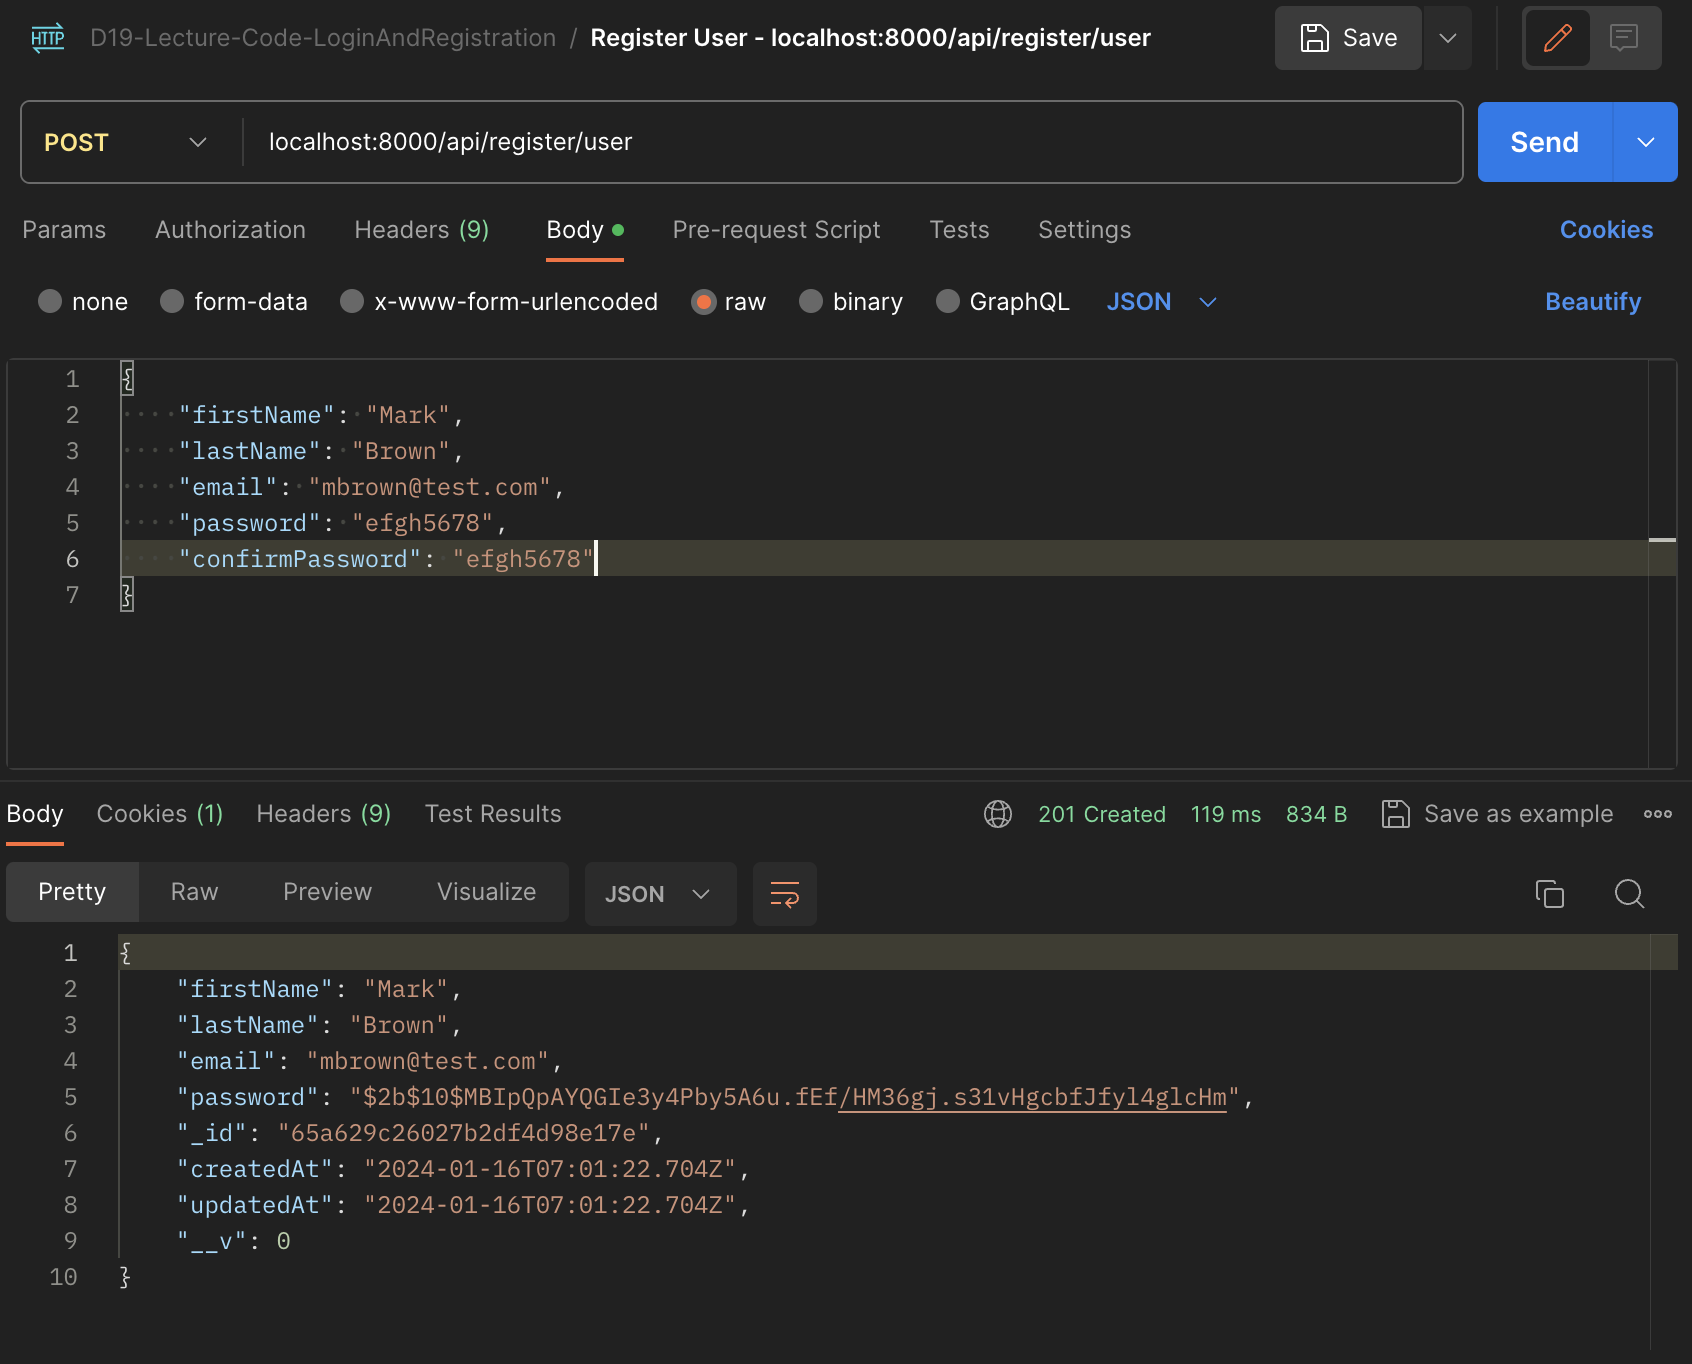 HTTP D19-Lecture-Code-LoginAndRegistration / Register User - localhost:8000/api/register/user Save
POST localhost:8000/api/register/user Send
Params Authorization Headers (9) Body Pre-request Script Tests Settings Cookies
none form-data x-www-form-urlencoded raw binary GraphQL JSON Beautify
1 {
2 "firstName": "Mark",
3 "lastName": "Brown",
4 "email": "mbrown@test.com",
5 "password": "efgh5678",
6 "confirmPassword": "efgh5678"
7 }
Body Cookies (1) Headers (9) Test Results 201 Created 119 ms 834 B Save as example
Pretty Raw Preview Visualize JSON
1 {
2 "firstName": "Mark",
3 "lastName": "Brown",
4 "email": "mbrown@test.com",
5 "password": "$2b$10$MBIpQpAYQGIe3y4Pby5A6u.fEf/HM36gj.s31vHgcbfJfyl4glcHm",
6 "_id": "65a629c26027b2df4d98e17e",
7 "createdAt": "2024-01-16T07:01:22.704Z",
8 "updatedAt": "2024-01-16T07:01:22.704Z",
9 "__v": 0
10 }